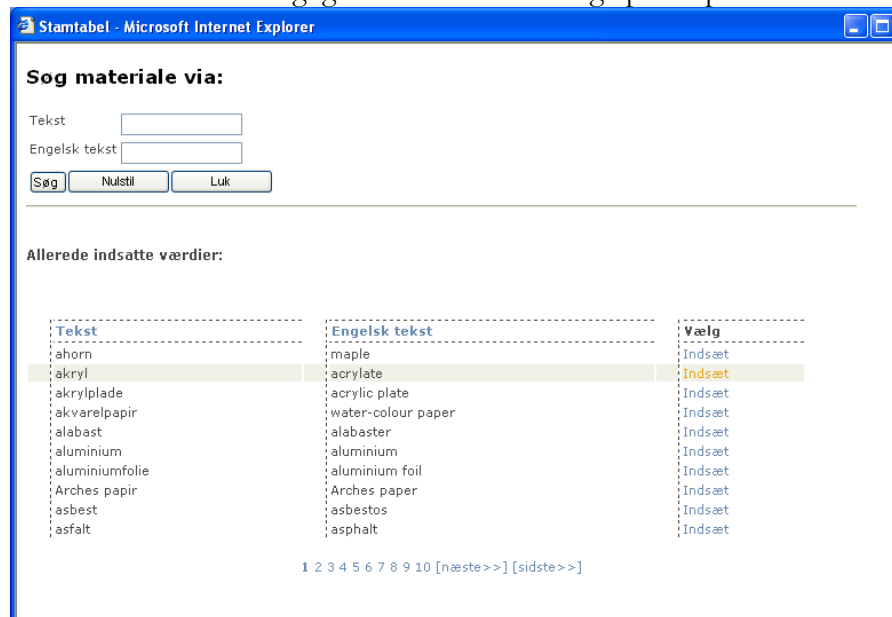 Stamtabel - Microsoft Internet Explorer
Søg materiale via:
Tekst
Engelsk tekst
Søg Nulstil Luk
Allerede indsatte værdier:
Tekst Engelsk tekst Vælg
ahorn maple Indsæt
akryl acrylate Indsæt
akrylplade acrylic plate Indsæt
akvarelpapir water-colour paper Indsæt
alabast alabaster Indsæt
aluminium aluminium Indsæt
aluminiumfolie aluminium foil Indsæt
Arches papir Arches paper Indsæt
asbest asbestos Indsæt
asfalt asphalt Indsæt
1 2 3 4 5 6 7 8 9 10 [næste>>] [sidste>>]